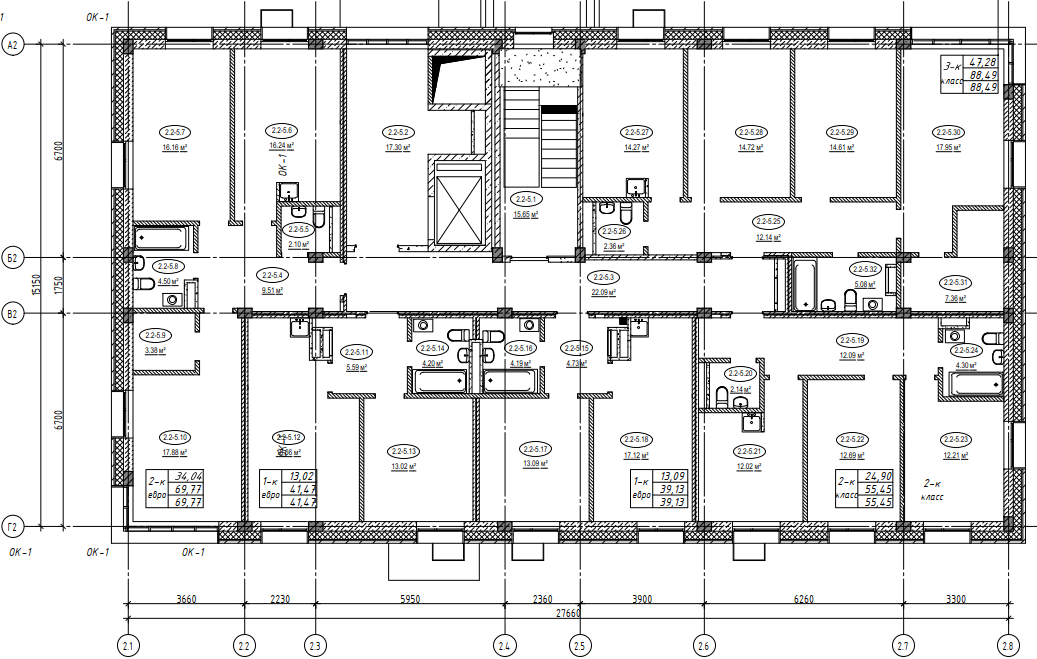 1
ОК-1
А2
Б2
В2
Г2
6700
1750
6700
15150
3-к
класс
47,28
88,49
88,49
2.2-5.7
16.16 м²
2.2-5.6
16.24 м²
ОК-1
2.2-5.2
17.30 м²
2.2-5.27
14.27 м²
2.2-5.28
14.72 м²
2.2-5.29
14.61 м²
2.2-5.30
17.95 м²
2.2-5.1
15.65 м²
2.2-5.5
2.10 м²
2.2-5.26
2.36 м²
2.2-5.25
12.14 м²
2.2-5.8
4.50 м²
2.2-5.4
9.51 м²
2.2-5.3
22.09 м²
2.2-5.32
5.08 м²
2.2-5.31
7.36 м²
2.2-5.9
3.38 м²
2.2-5.11
5.59 м²
2.2-5.14
4.20 м²
2.2-5.16
4.19 м²
2.2-5.15
4.73 м²
2.2-5.19
12.09 м²
2.2-5.24
4.30 м²
2.2-5.20
2.14 м²
2.2-5.10
17.88 м²
2.2-5.12
2.2-5.13
13.02 м²
2.2-5.17
13.09 м²
2.2-5.18
17.12 м²
2.2-5.21
12.02 м²
2.2-5.22
12.69 м²
2.2-5.23
12.21 м²
2-к
евро
34,04
69,77
69,77
1-к
евро
13,02
41,47
41,47
1-к
евро
13,09
39,13
39,13
2-к
класс
24,90
55,45
55,45
2-к
класс
ОК-1
ОК-1
ОК-1
3660
2230
5950
2360
3900
6260
3300
27660
2.1
2.2
2.3
2.4
2.5
2.6
2.7
2.8